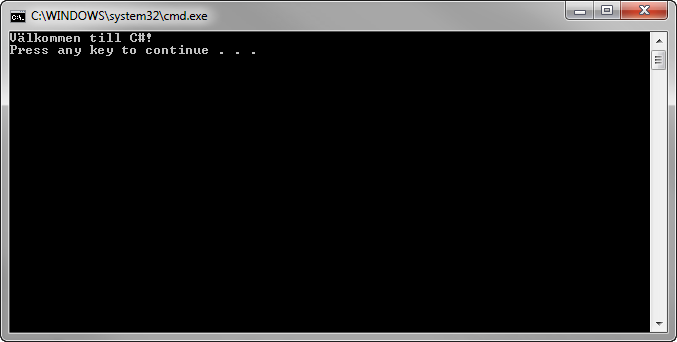 C:\WINDOWS\system32\cmd.exe
Välkommen till C#!
Press any key to continue . . .